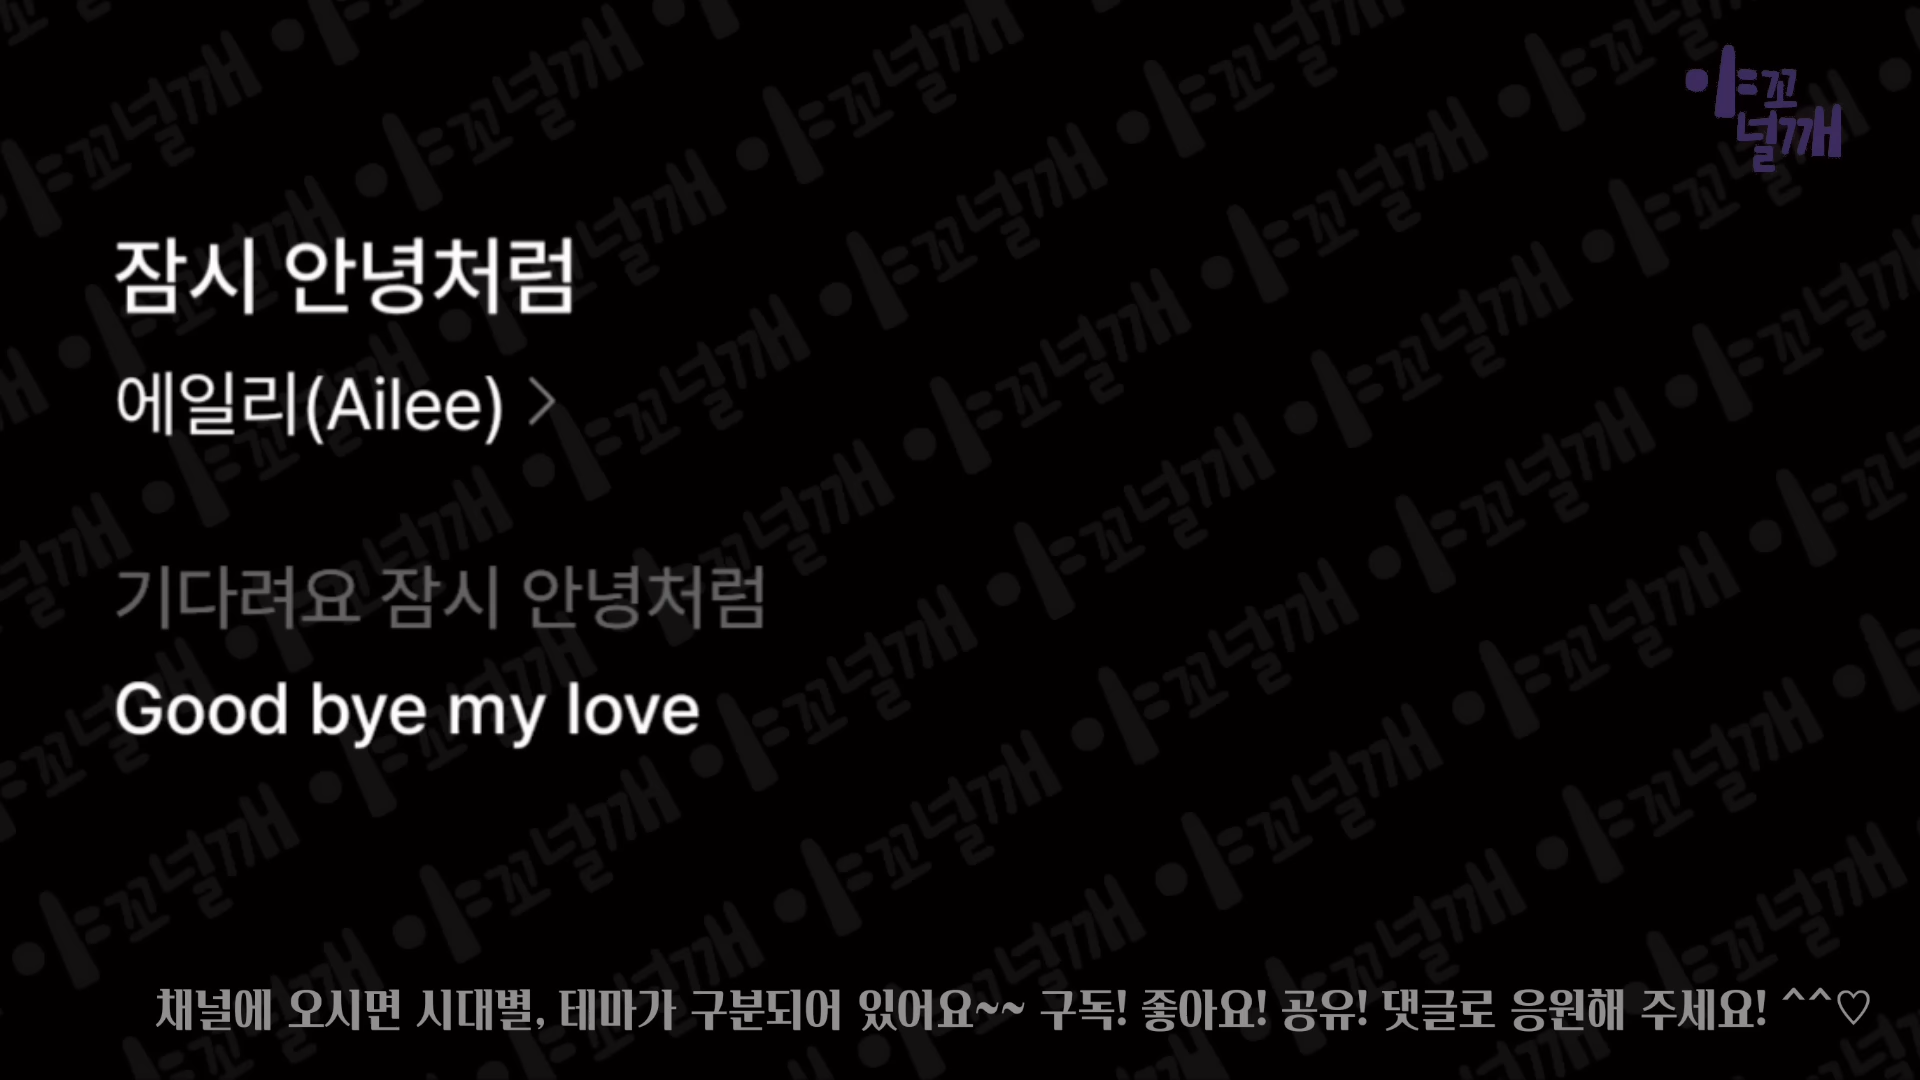 야꼬
널깨
잠시 안녕처럼
에일리(Ailee) >
기다려요 잠시 안녕처럼
Good bye my love
채널에 오시면 시대별, 테마가 구분되어 있어요~~ 구독! 좋아요! 공유! 댓글로 응원해 주세요! ^^♡